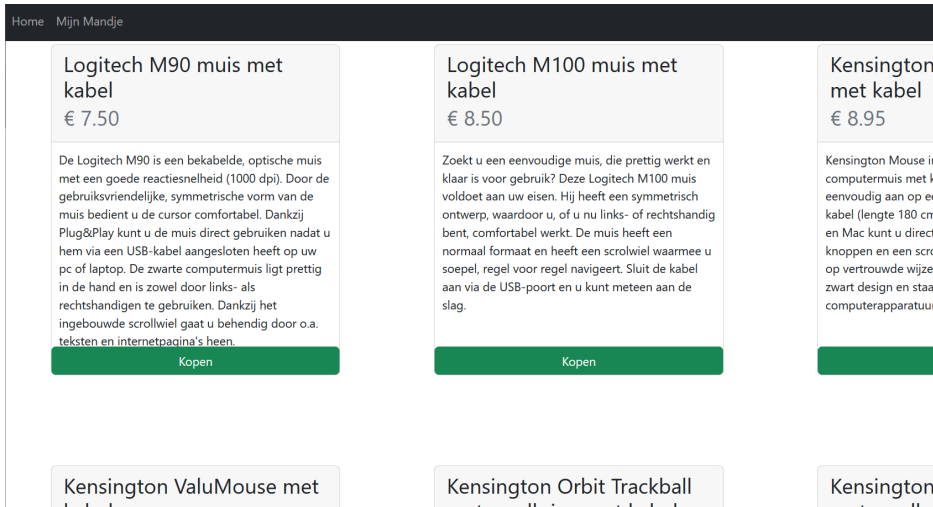 Home Mijn Mandje
Logitech M90 muis met
kabel
€ 7.50
De Logitech M90 is een bekabelde, optische muis
met een goede reactiesnelheid (1000 dpi). Door de
gebruiksvriendelijke, symmetrische vorm van de
muis bedient u de cursor comfortabel. Dankzij
Plug&Play kunt u de muis direct gebruiken nadat u
hem via een USB-kabel aangesloten heeft op uw
pc of laptop. De zwarte computermuis ligt prettig
in de hand en is zowel door links- als
rechtshandigen te gebruiken. Dankzij het
ingebouwde scrollwiel gaat u behendig door o.a.
teksten en internetpagina's heen.
Kopen
Logitech M100 muis met
kabel
€ 8.50
Zoekt u een eenvoudige muis, die prettig werkt en
klaar is voor gebruik? Deze Logitech M100 muis
voldoet aan uw eisen. Hij heeft een symmetrisch
ontwerp, waardoor u, of u nu links- of rechtshandig
bent, comfortabel werkt. De muis heeft een
normaal formaat en heeft een scrolwiel waarmee u
soepel, regel voor regel navigeert. Sluit de kabel
aan via de USB-poort en u kunt meteen aan de
slag.
Kopen
Kensington
met kabel
€ 8.95
Kensington Mouse
computermuis met
eenvoudig aan op
kabel (lengte 180
en Mac kunt u direct
knoppen en een
op vertrouwde wijze
zwart design en
Kensington ValuMouse met
Kensington Orbit Trackball
Kensington